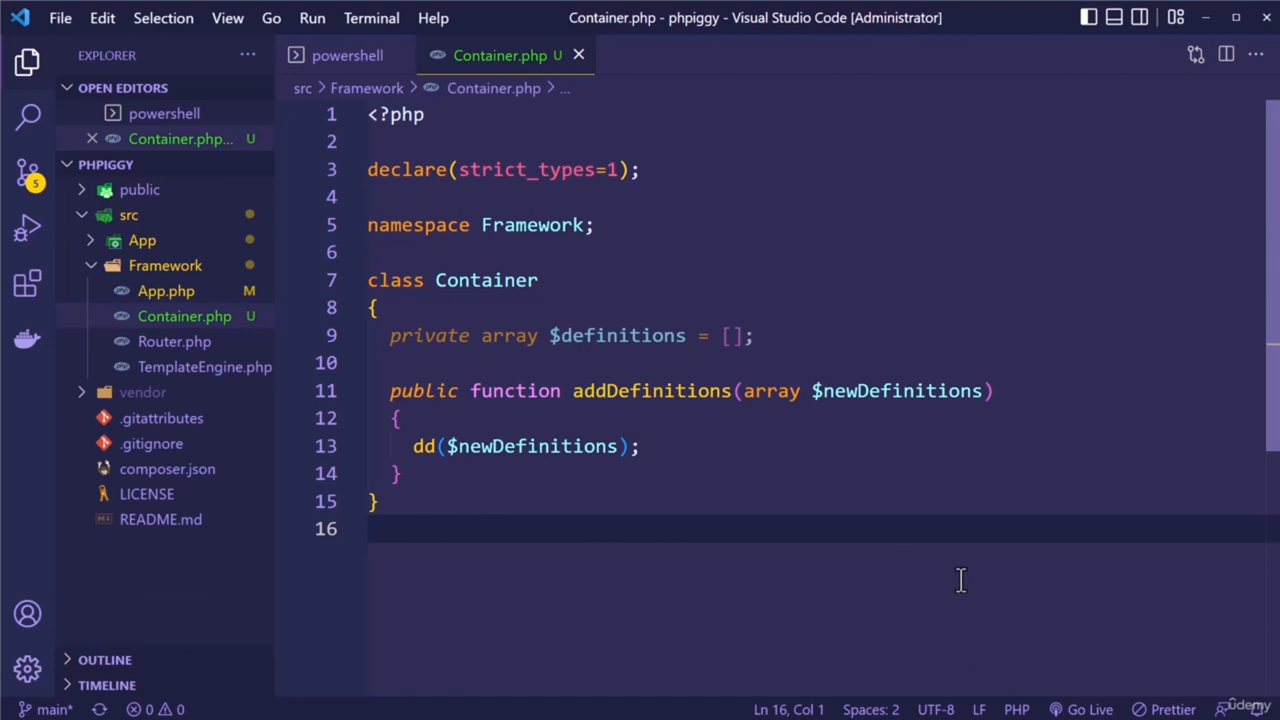 File Edit Selection View Go Run Terminal Help
Container.php - phpiggy - Visual Studio Code [Administrator]
EXPLORER
OPEN EDITORS
powershell
Container.php... U
PHPIGGY
public
src
App
Framework
App.php M
Container.php U
Router.php
TemplateEngine.php
vendor
.gitattributes
.gitignore
composer.json
LICENSE
README.md
OUTLINE
TIMELINE
5
powershell
Container.php U
src > Framework > Container.php > ...
1 <?php
2
3 declare(strict_types=1);
4
5 namespace Framework;
6
7 class Container
8 {
9 private array $definitions = [];
10
11 public function addDefinitions(array $newDefinitions)
12 {
13 dd($newDefinitions);
14 }
15 }
16
main* 0 0
Ln 16, Col 1 Spaces: 2 UTF-8 LF PHP Go Live Prettier
udemy